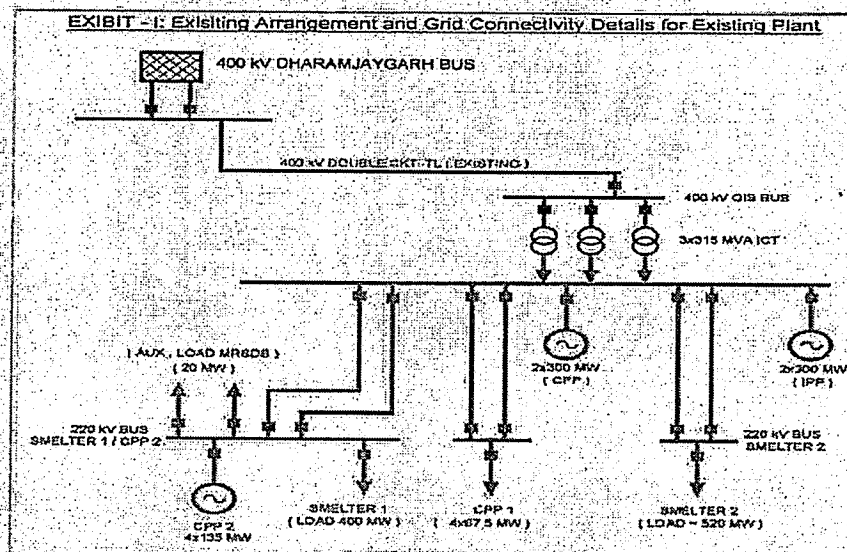 EXIBIT - I: Exisiting Arrangement and Grid Connectivity Details for Existing Plant
400 kV DHARAMJAYGARH BUS
400 kV DOUBLE CKT-TL ( EXISTING )
400 kV GIS BUS
3x315 MVA ICT
( AUX. LOAD MRSDS )
( 20 MW )
2x300 MW
( CPP )
2x300 MW
( IPP )
220 kV BUS
SMELTER 1 / CPP 2
220 kV BUS
SMELTER 2
CPP 2
4x135 MW
SMELTER 1
( LOAD 400 MW )
CPP 1
( 4x67,5 MW )
SMELTER 2
( LOAD ~ 520 MW )